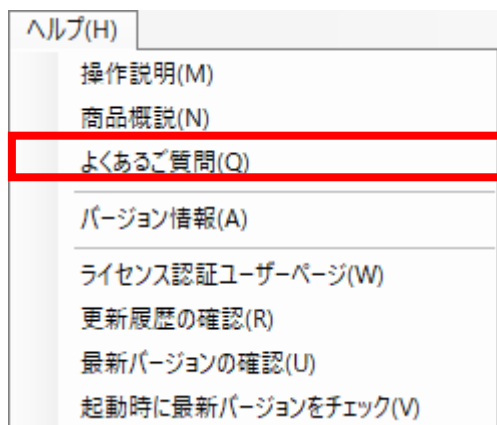 ヘルプ(H)
操作説明(M)
商品概説(N)
よくあるご質問(Q)
バージョン情報(A)
ライセンス認証ユーザーページ(W)
更新履歴の確認(R)
最新バージョンの確認(U)
起動時に最新バージョンをチェック(V)